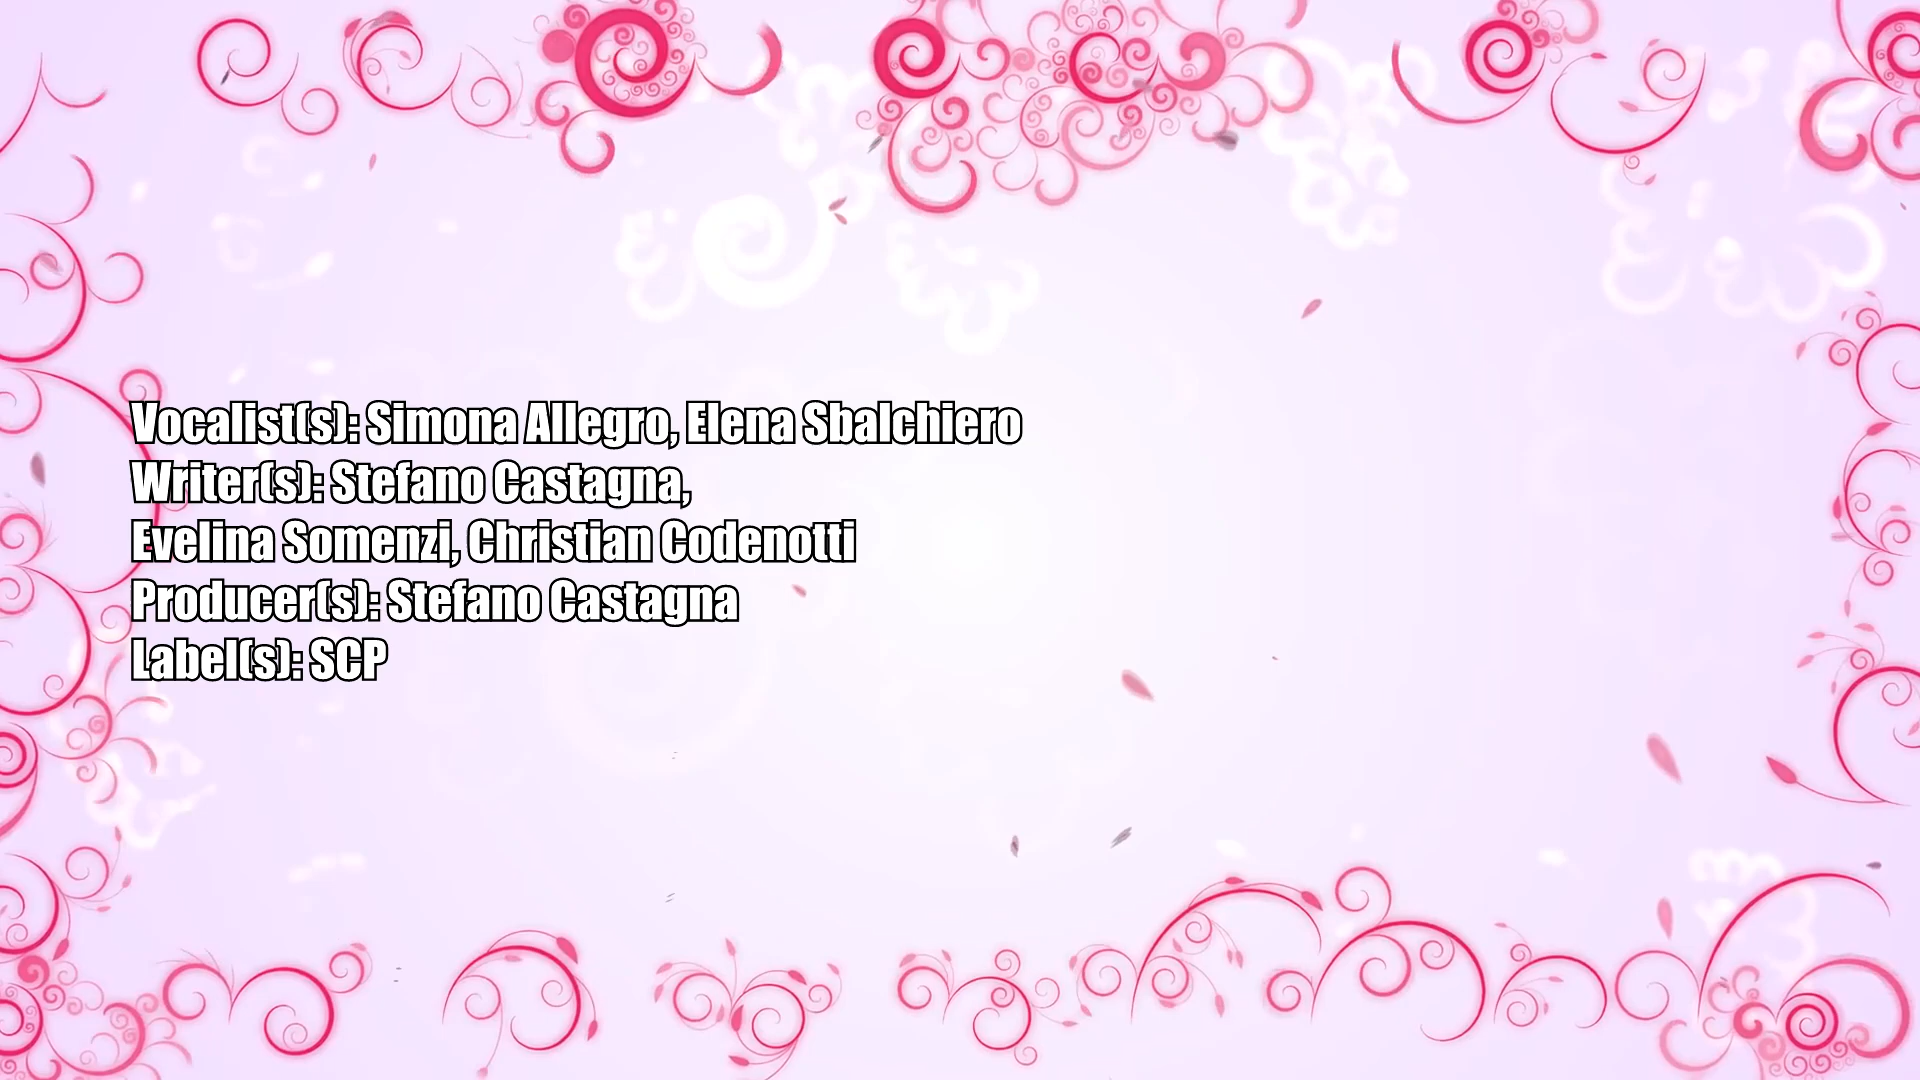 Vocalist(s): Simona Allegro, Elena Sbalchiero
Writer(s): Stefano Castagna,
Evelina Somenzi, Christian Codenotti
Producer(s): Stefano Castagna
Label(s): SCP